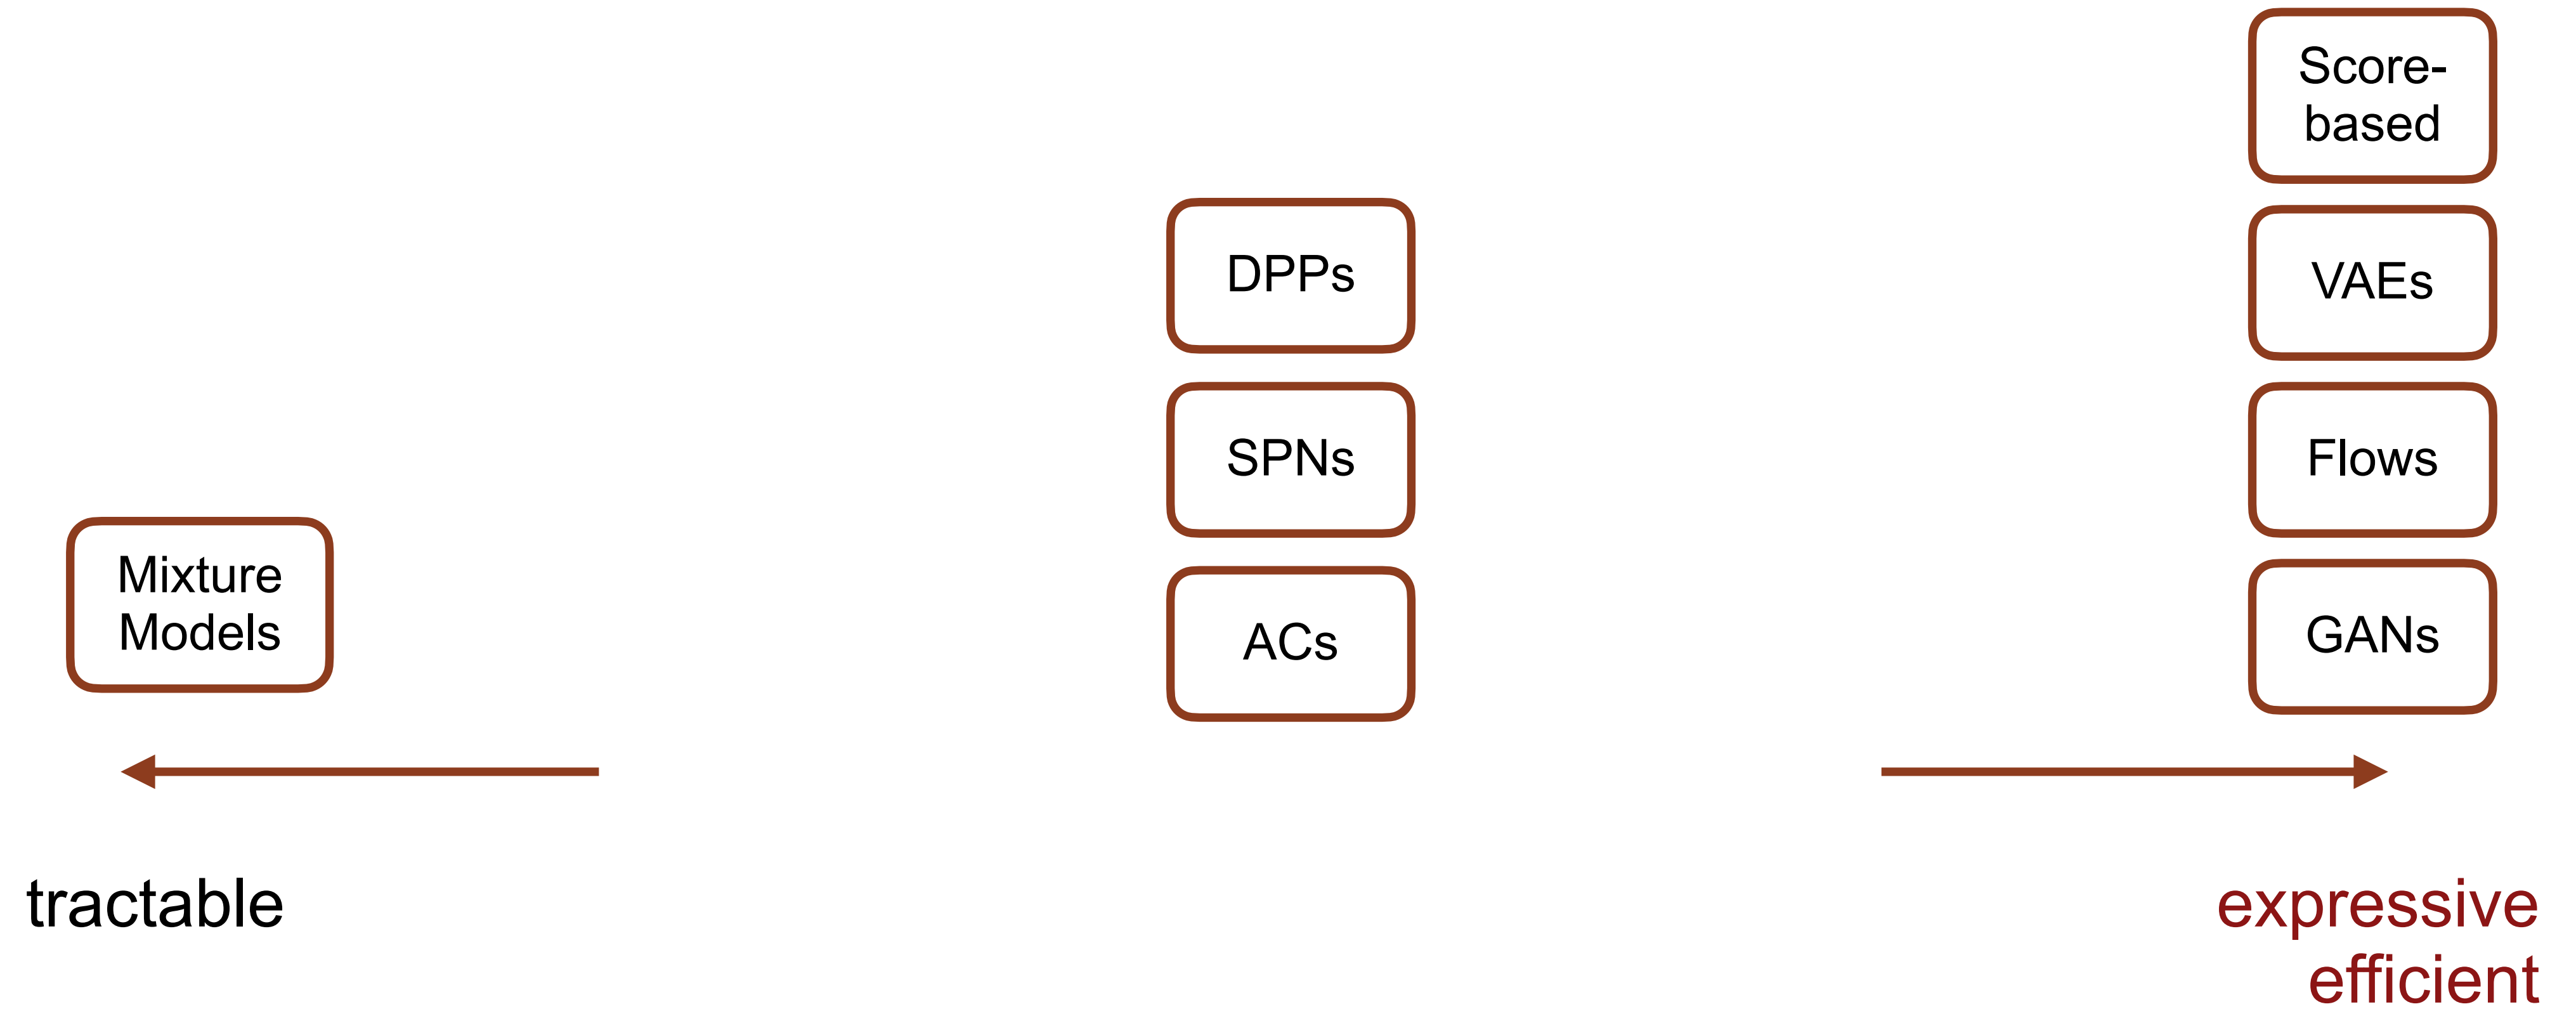 Score-
based
DPPs
VAEs
SPNs
Flows
Mixture
Models
ACs
GANs
tractable
expressive
efficient